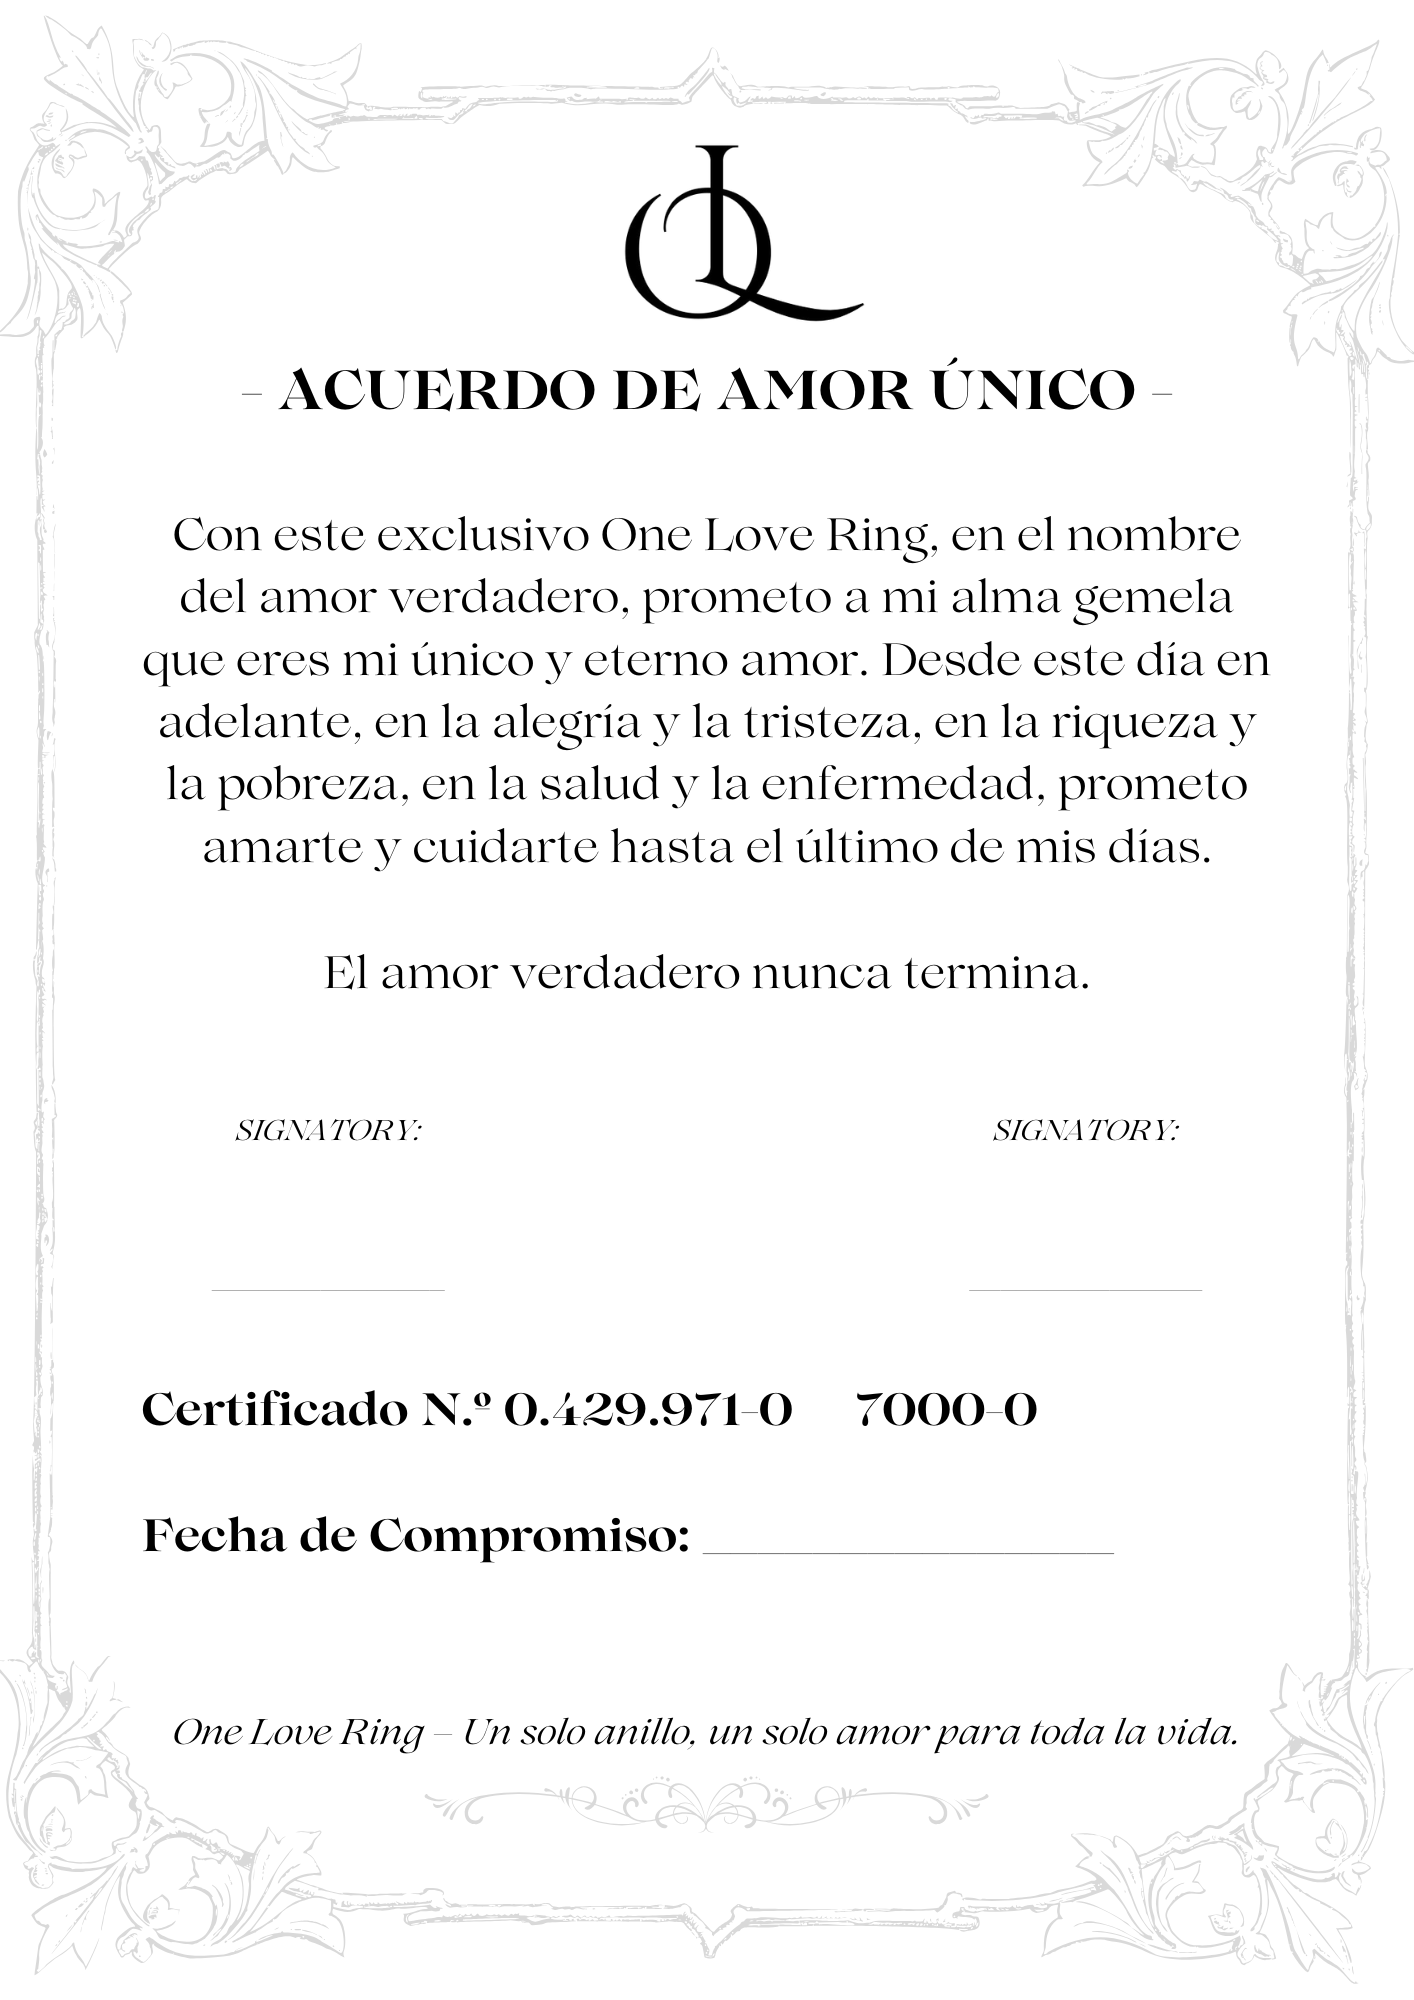 – ACUERDO DE AMOR ÚNICO –
Con este exclusivo One Love Ring, en el nombre
del amor verdadero, prometo a mi alma gemela
que eres mi único y eterno amor. Desde este día en
adelante, en la alegría y la tristeza, en la riqueza y
la pobreza, en la salud y la enfermedad, prometo
amarte y cuidarte hasta el último de mis días.
El amor verdadero nunca termina.
SIGNATORY: SIGNATORY:
Certificado N.º 0.429.971-0 7000-0
Fecha de Compromiso:
One Love Ring – Un solo anillo, un solo amor para toda la vida.